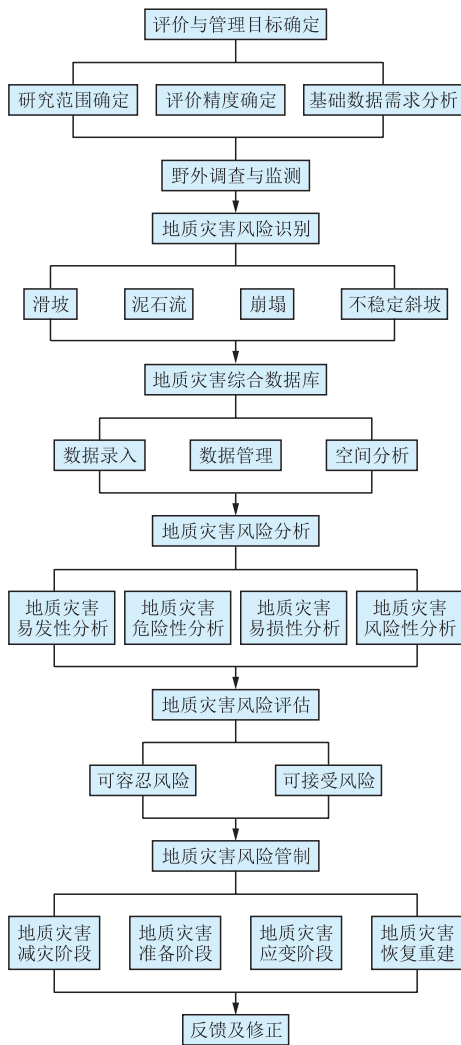 评价与管理目标确定
研究范围确定
评价精度确定
基础数据需求分析
野外调查与监测
地质灾害风险识别
滑坡
泥石流
崩塌
不稳定斜坡
地质灾害综合数据库
数据录入
数据管理
空间分析
地质灾害风险分析
地质灾害
易发性分析
地质灾害
危险性分析
地质灾害
易损性分析
地质灾害
风险性分析
地质灾害风险评估
可容忍风险
可接受风险
地质灾害风险管制
地质灾害
减灾阶段
地质灾害
准备阶段
地质灾害
应变阶段
地质灾害
恢复重建
反馈及修正